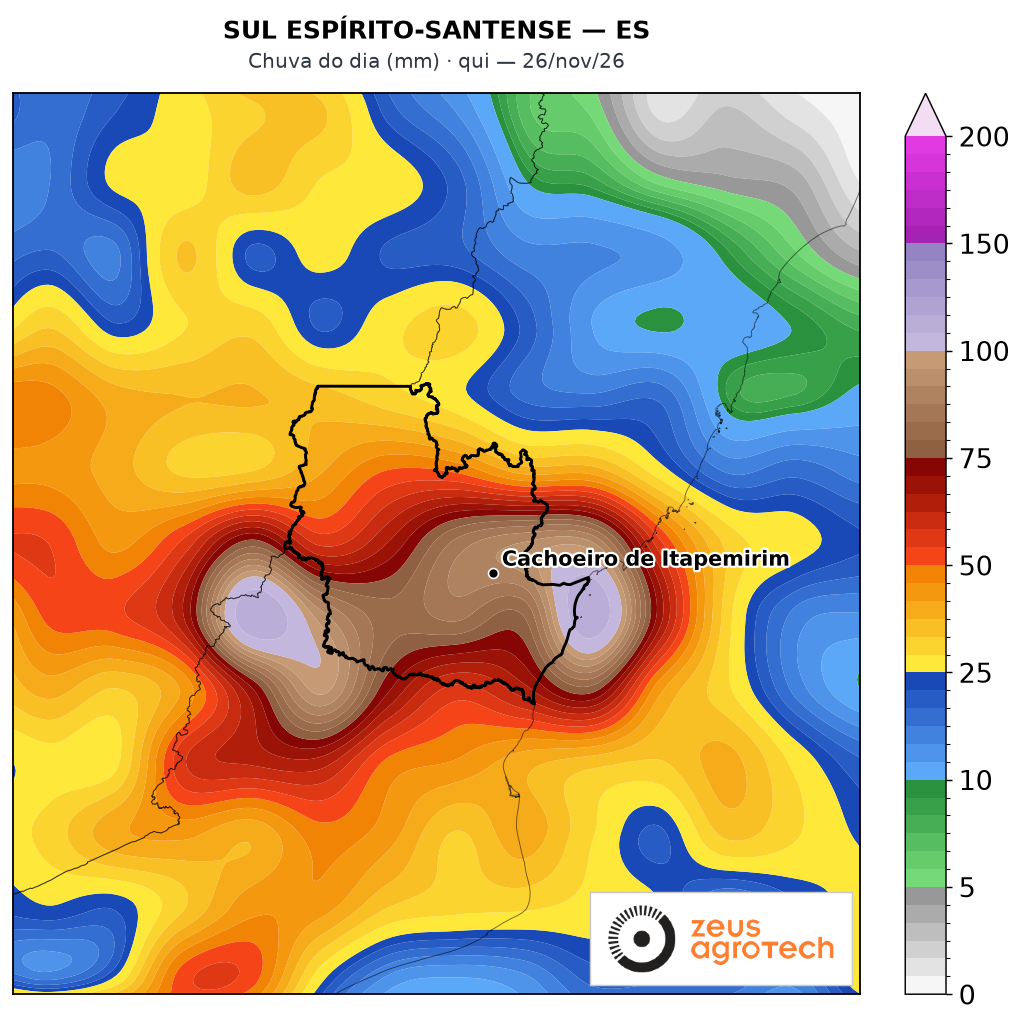 SUL ESPÍRITO-SANTENSE — ES
Chuva do dia (mm) · qui — 26/nov/26
200
150
100
75
50
25
10
5
0
Cachoeiro de Itapemirim
zeus
agrotech